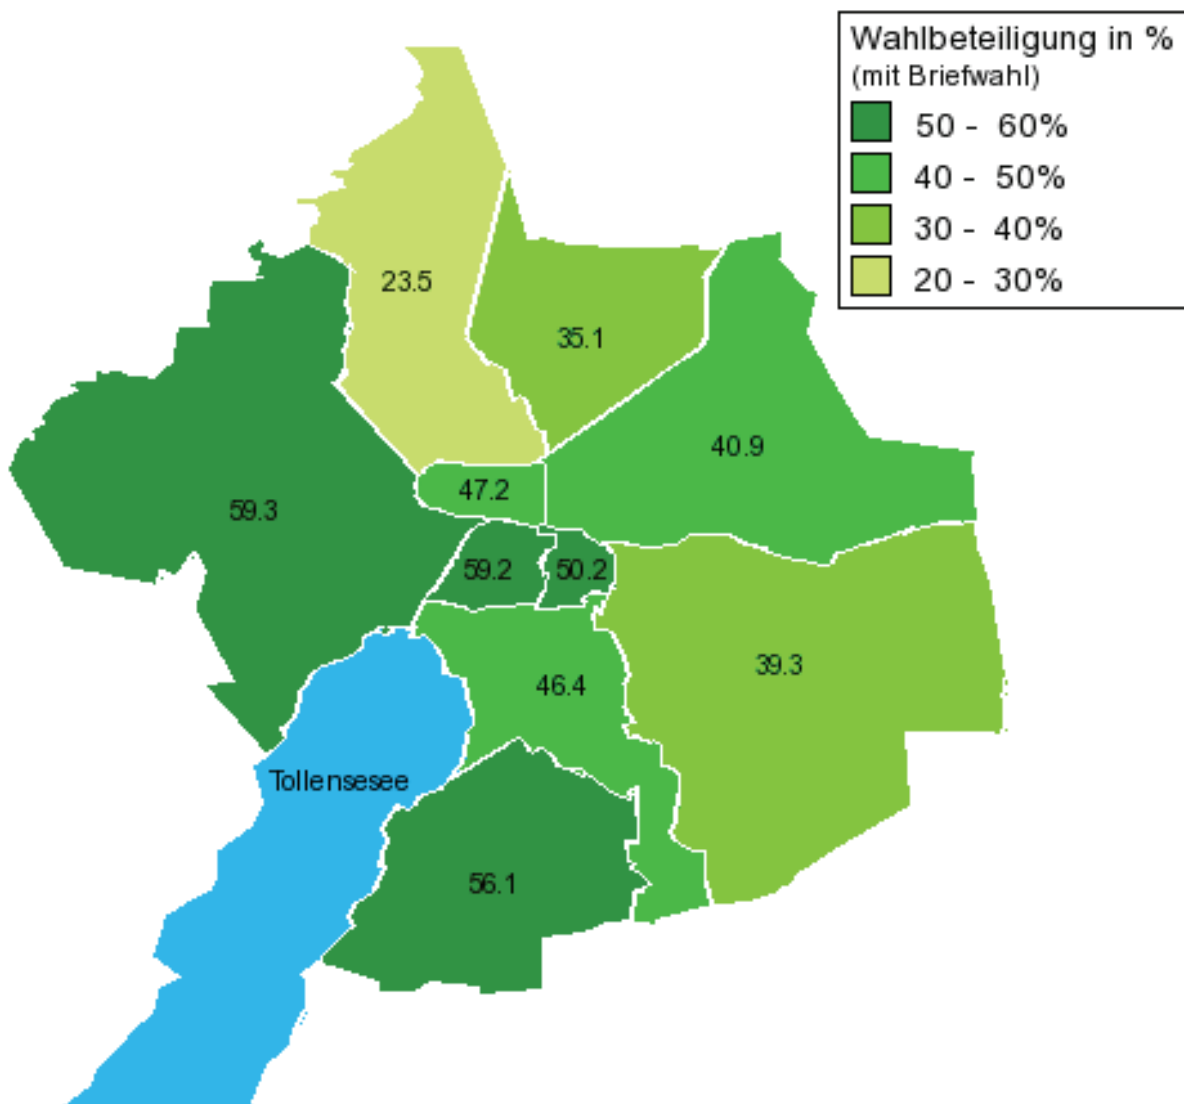 Wahlbeteiligung in %
(mit Briefwahl)
50 - 60%
40 - 50%
30 - 40%
20 - 30%
23.5
35.1
40.9
47.2
59.3
59.2
50.2
39.3
46.4
Tollensesee
56.1